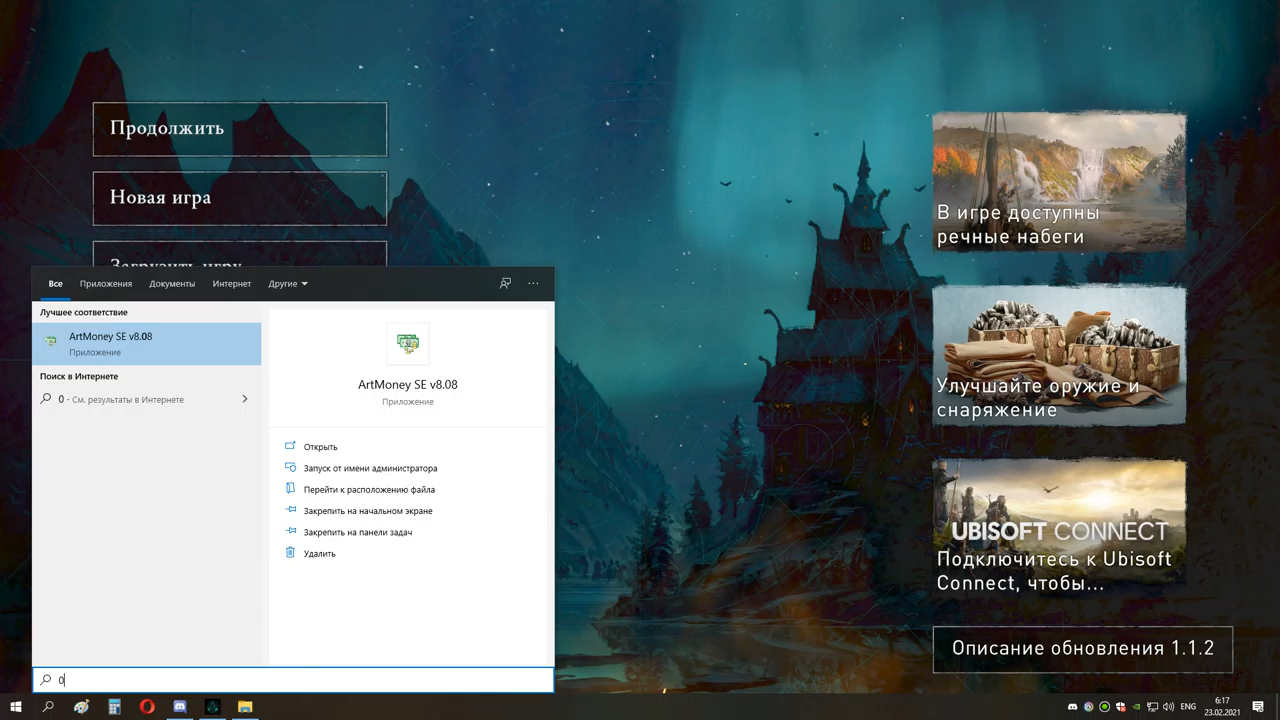 Продолжить
Новая игра
Загрузить игру
В игре доступны
речные набеги
Улучшайте оружие и
снаряжение
UBISOFT CONNECT
Подключитесь к Ubisoft
Connect, чтобы...
Описание обновления 1.1.2
Все Приложения Документы Интернет Другие
Лучшее соответствие
ArtMoney SE v8.08
Приложение
Поиск в Интернете
0 - См. результаты в Интернете
ArtMoney SE v8.08
Приложение
Открыть
Запуск от имени администратора
Перейти к расположению файла
Закрепить на начальном экране
Закрепить на панели задач
Удалить
0
ENG
6:17
23.02.2021